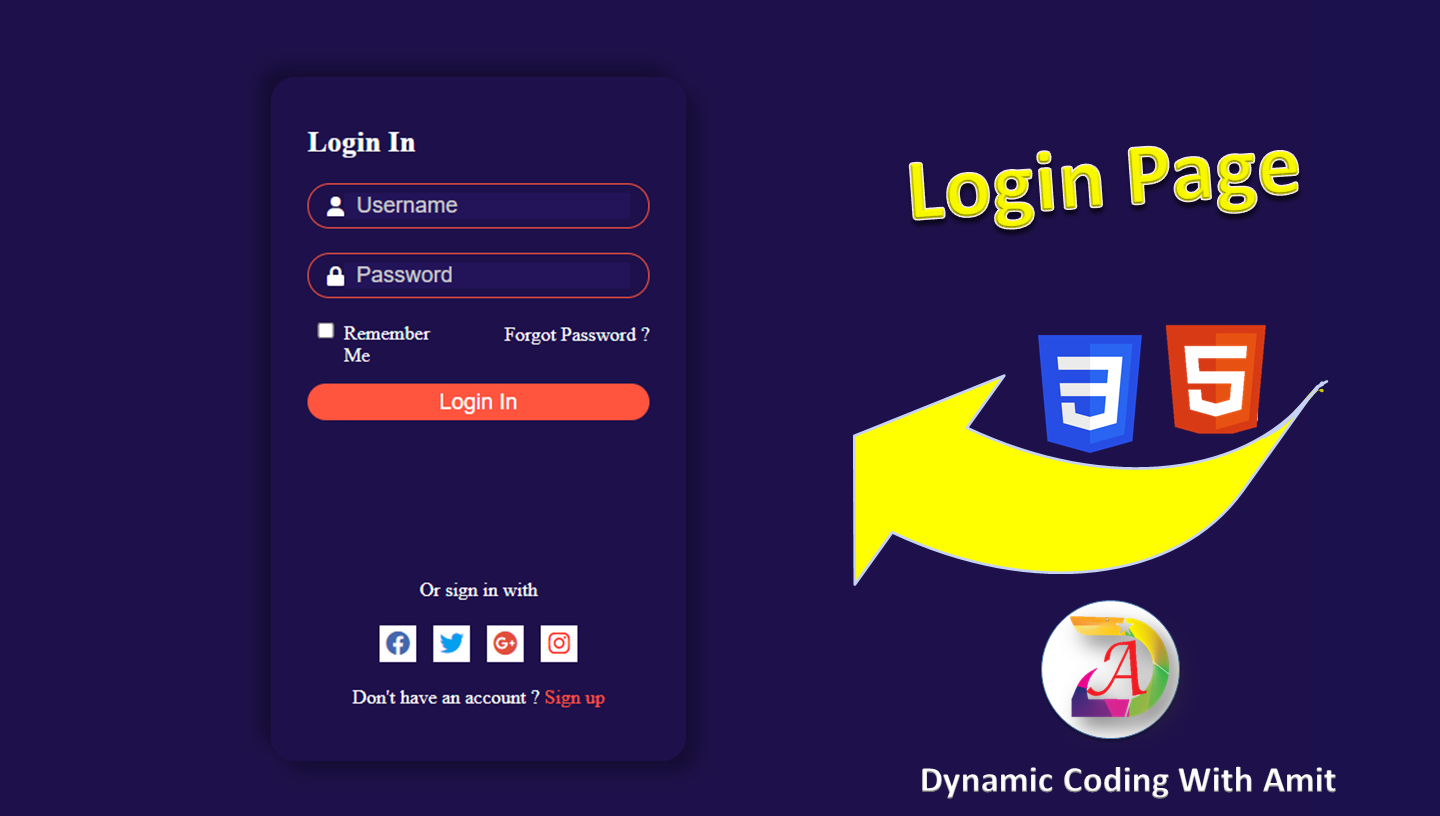 Login In
Username
Password
Remember
Me
Forgot Password ?
Login In
Or sign in with
G+
Don't have an account ? Sign up
Login Page
3
5
A
Dynamic Coding With Amit